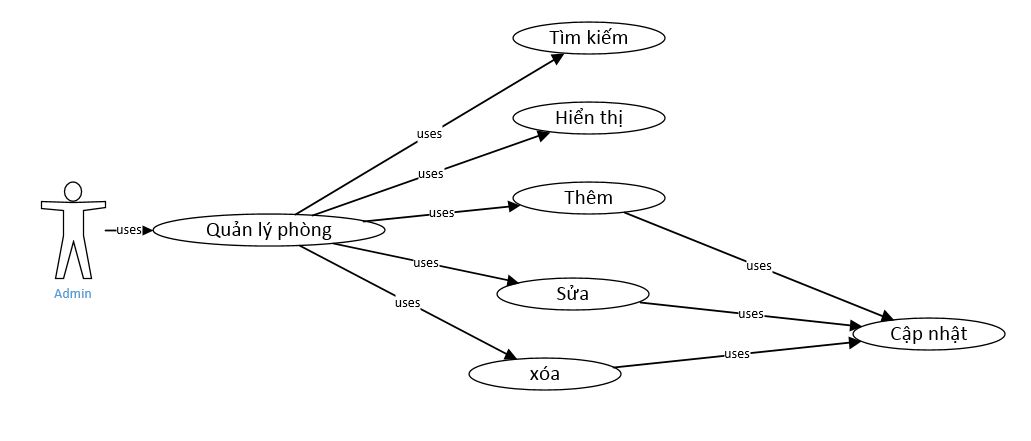 Tìm kiếm
uses
Hiển thị
uses
Thêm
uses
uses
Quản lý phòng
uses
uses
Admin
Sửa
uses
uses
Cập nhật
uses
xóa
uses